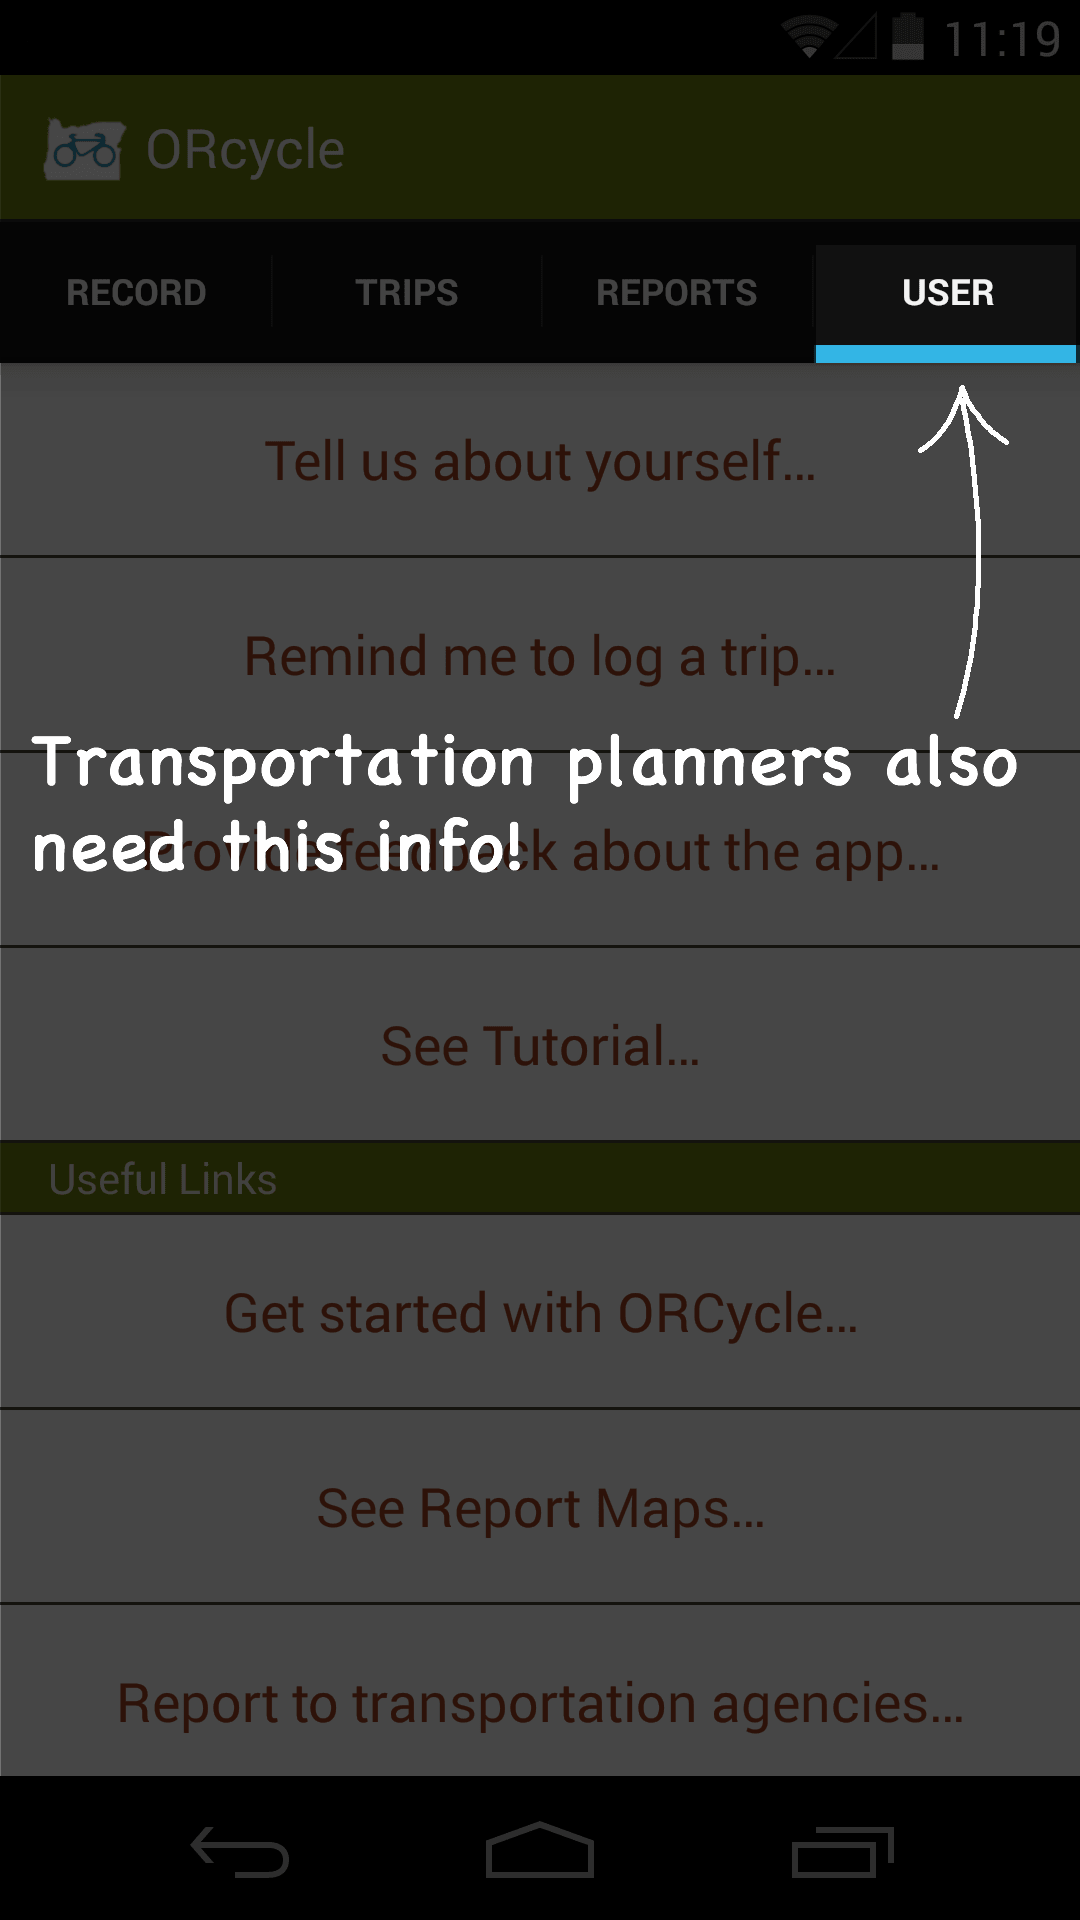 11:19
ORcycle
RECORD TRIPS REPORTS USER
Tell us about yourself...
Remind me to log a trip...
Transportation planners also
need this info!
Provide feedback about the app...
See Tutorial...
Useful Links
Get started with ORCycle...
See Report Maps...
Report to transportation agencies...